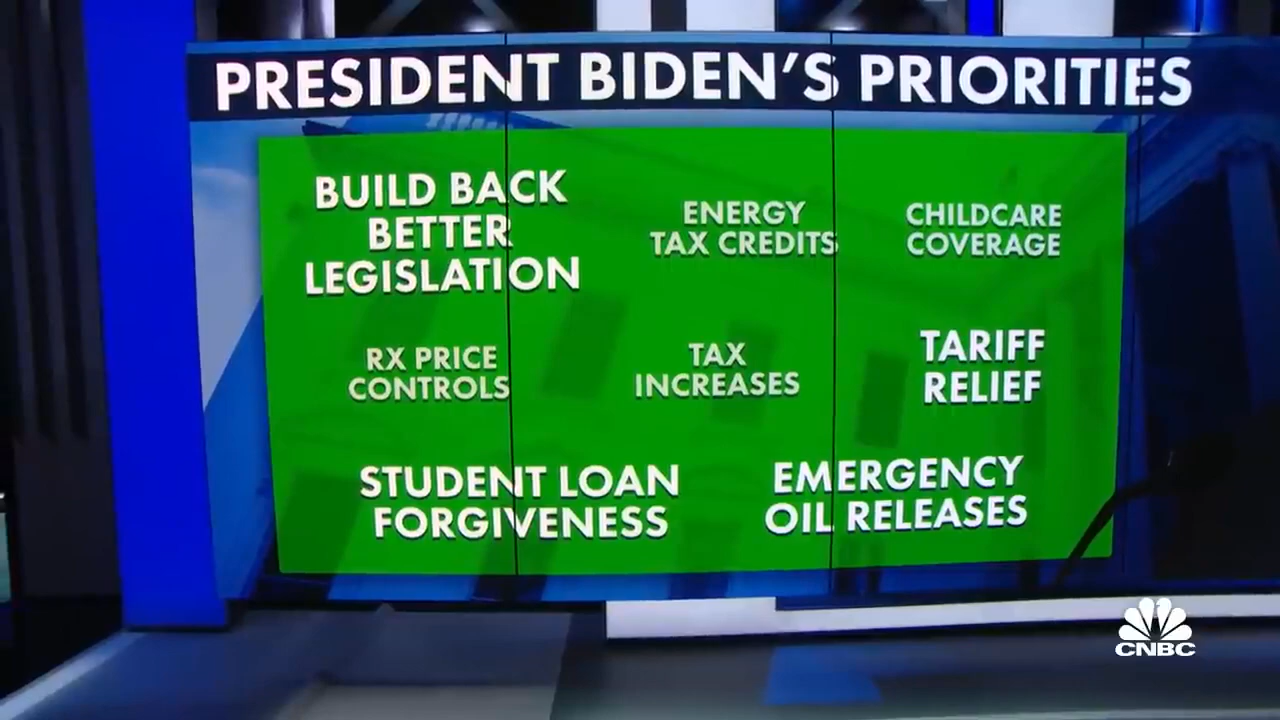 PRESIDENT BIDEN'S PRIORITIES
BUILD BACK
BETTER
LEGISLATION
ENERGY
TAX CREDITS
CHILDCARE
COVERAGE
RX PRICE
CONTROLS
TAX
INCREASES
TARIFF
RELIEF
STUDENT LOAN
FORGIVENESS
EMERGENCY
OIL RELEASES
CNBC